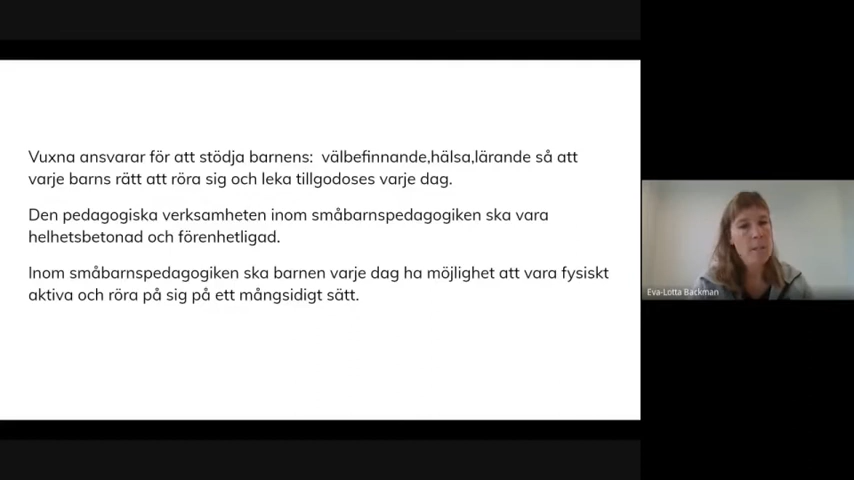 Vuxna ansvarar för att stödja barnens:  välbefinnande,hälsa,lärande så att
varje barns rätt att röra sig och leka tillgodoses varje dag.
Den pedagogiska verksamheten inom småbarnspedagogiken ska vara
helhetsbetonad och förenhetligad.
Inom småbarnspedagogiken ska barnen varje dag ha möjlighet att vara fysiskt
aktiva och röra på sig på ett mångsidigt sätt.
Eva-Lotta Backman